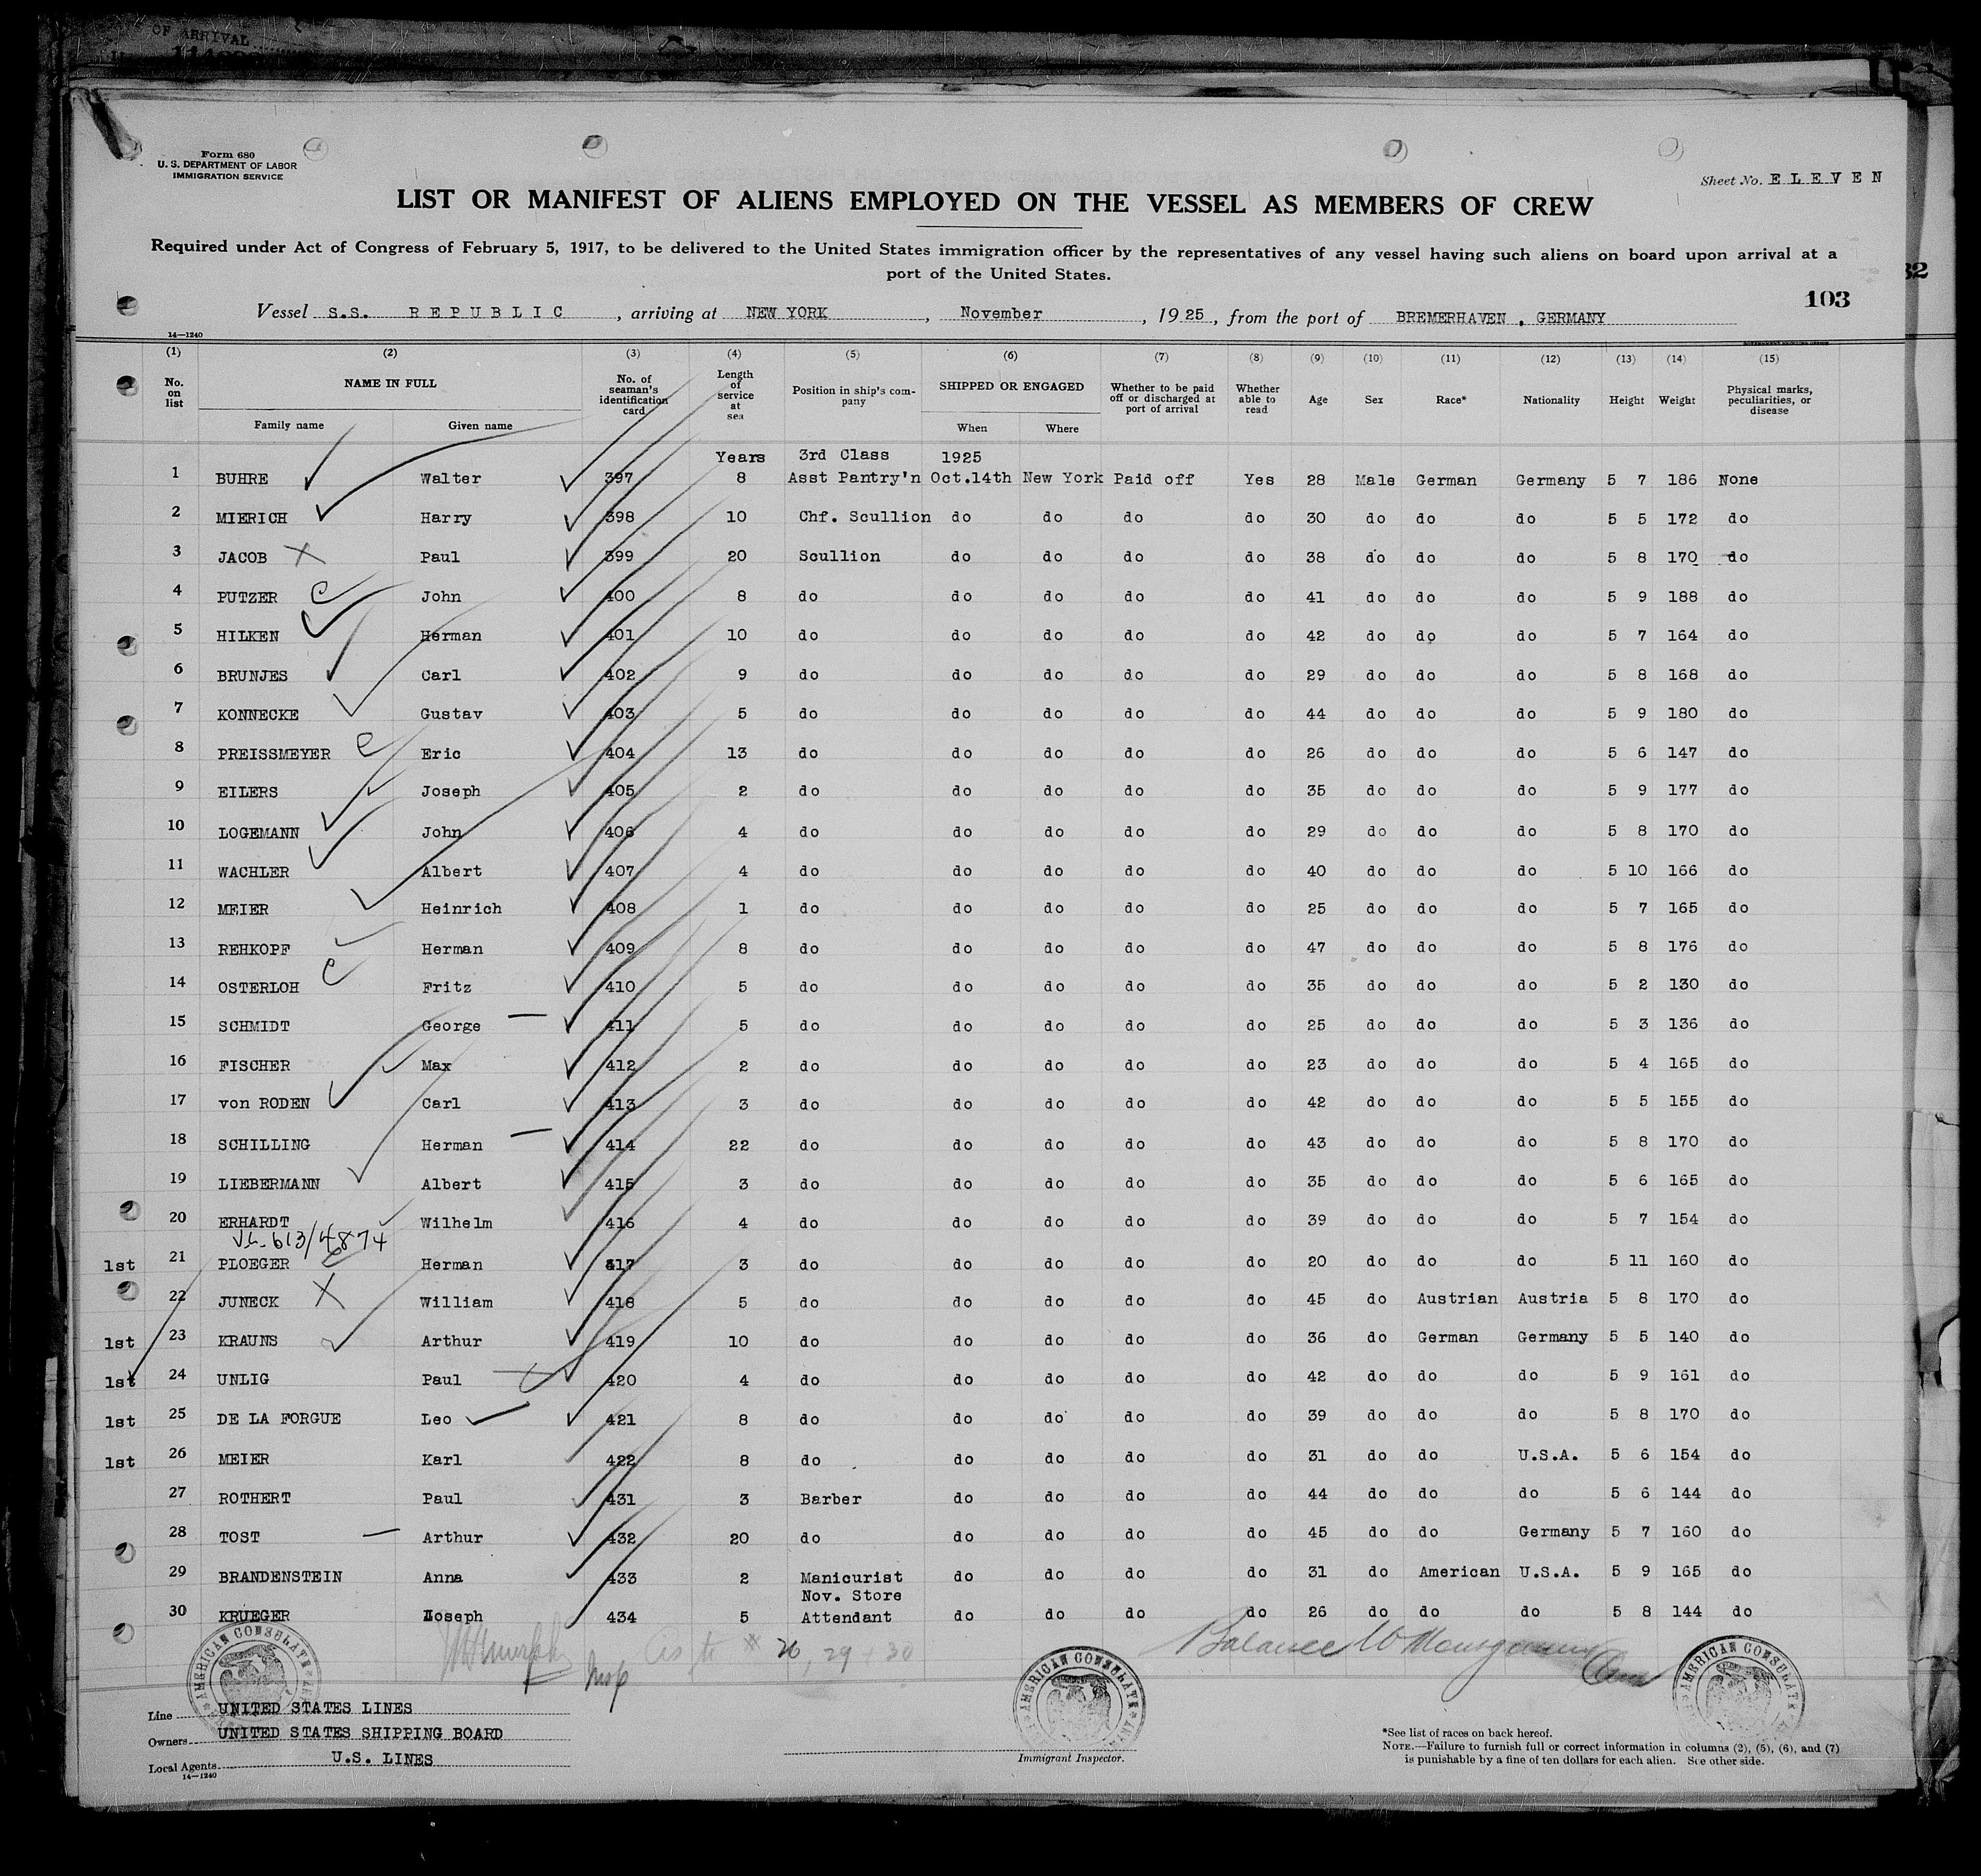 OF ARRIVAL
Form 680
U. S. DEPARTMENT OF LABOR
IMMIGRATION SERVICE
Sheet No. E L E V E N
LIST OR MANIFEST OF ALIENS EMPLOYED ON THE VESSEL AS MEMBERS OF CREW
Required under Act of Congress of February 5, 1917, to be delivered to the United States immigration officer by the representatives of any vessel having such aliens on board upon arrival at a
port of the United States.
32
103
Vessel S.S. R E P U B L I C, arriving at NEW YORK, November, 1925, from the port of BREMERHAVEN, GERMANY
14—1240
(1) (2) (3) (4) (5) (6) (7) (8) (9) (10) (11) (12) (13) (14) (15)
No. on list NAME IN FULL Family name Given name No. of seaman's identification card Length of service at sea Position in ship's company SHIPPED OR ENGAGED When Where Whether to be paid off or discharged at port of arrival Whether able to read Age Sex Race* Nationality Height Weight Physical marks, peculiarities, or disease
Years 3rd Class 1925
1 BUHRE Walter 397 8 Asst Pantry'n Oct.14th New York Paid off Yes 28 Male German Germany 5 7 186 None
2 MIERICH Harry 398 10 Chf. Scullion do do do do 30 do do do 5 5 172 do
3 JACOB X Paul 399 20 Scullion do do do do 38 do do do 5 8 170 do
4 PUTZER John 400 8 do do do do do 41 do do do 5 9 188 do
5 HILKEN Herman 401 10 do do do do do 42 do do do 5 7 164 do
6 BRUNJES Carl 402 9 do do do do do 29 do do do 5 8 168 do
7 KONNECKE Gustav 403 5 do do do do do 44 do do do 5 9 180 do
8 PREISSMEYER Eric 404 13 do do do do do 26 do do do 5 6 147 do
9 EILERS Joseph 405 2 do do do do do 35 do do do 5 9 177 do
10 LOGEMANN John 406 4 do do do do do 29 do do do 5 8 170 do
11 WACHLER Albert 407 4 do do do do do 40 do do do 5 10 166 do
12 MEIER Heinrich 408 1 do do do do do 25 do do do 5 7 165 do
13 REHKOPF Herman 409 8 do do do do do 47 do do do 5 8 176 do
14 OSTERLOH Fritz 410 5 do do do do do 35 do do do 5 2 130 do
15 SCHMIDT George 411 5 do do do do do 25 do do do 5 3 136 do
16 FISCHER Max 412 2 do do do do do 23 do do do 5 4 165 do
17 von RODEN Carl 413 3 do do do do do 42 do do do 5 5 155 do
18 SCHILLING Herman 414 22 do do do do do 43 do do do 5 8 170 do
19 LIEBERMANN Albert 415 3 do do do do do 35 do do do 5 6 165 do
20 ERHARDT Wilhelm 416 4 do do do do do 39 do do do 5 7 154 do
613/4874
1st 21 PLOEGER Herman 417 3 do do do do do 20 do do do 5 11 160 do
22 JUNECK X William 418 5 do do do do do 45 do Austrian Austria 5 8 170 do
1st 23 KRAUNS Arthur 419 10 do do do do do 36 do German Germany 5 5 140 do
1st 24 UNLIG Paul 420 4 do do do do do 42 do do do 5 9 161 do
1st 25 DE LA FORGUE Leo 421 8 do do do do do 39 do do do 5 8 170 do
1st 26 MEIER Karl 422 8 do do do do do 31 do do U.S.A. 5 6 154 do
27 ROTHERT Paul 431 3 Barber do do do do 44 do do do 5 6 144 do
28 TOST Arthur 432 20 do do do do do 45 do do Germany 5 7 160 do
29 BRANDENSTEIN Anna 433 2 Manicurist do do do do 31 do American U.S.A. 5 9 165 do
Nov. Store
30 KRUEGER Joseph 434 5 Attendant do do do do 26 do do do 5 8 144 do
Insp
26, 29 + 30
Balance
AMERICAN CONSULATE
AMERICAN CONSULATE
AMERICAN CONSULATE
Line UNITED STATES LINES
Owners UNITED STATES SHIPPING BOARD
Local Agents U.S. LINES
14—1240
Immigrant Inspector.
*See list of races on back hereof.
NOTE.—Failure to furnish full or correct information in columns (2), (5), (6), and (7)
is punishable by a fine of ten dollars for each alien. See other side.